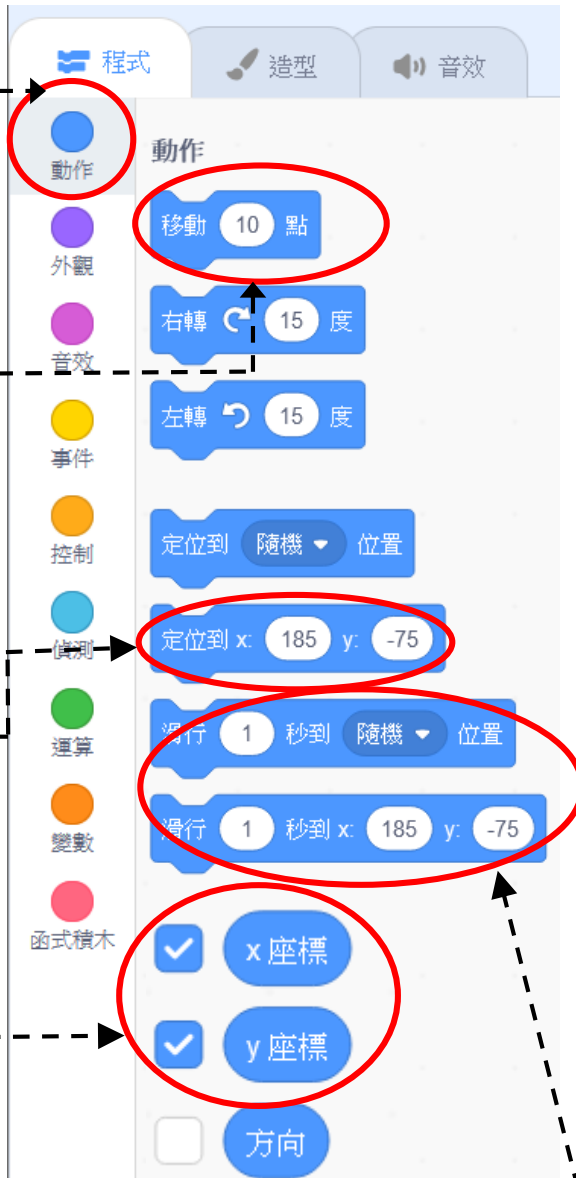 程式
造型
音效
動作
外觀
音效
事件
控制
偵測
運算
變數
函式積木
動作
移動 10 點
右轉 15 度
左轉 15 度
定位到 隨機 位置
定位到 x: 185 y: -75
滑行 1 秒到 隨機 位置
滑行 1 秒到 x: 185 y: -75
x 座標
y 座標
方向